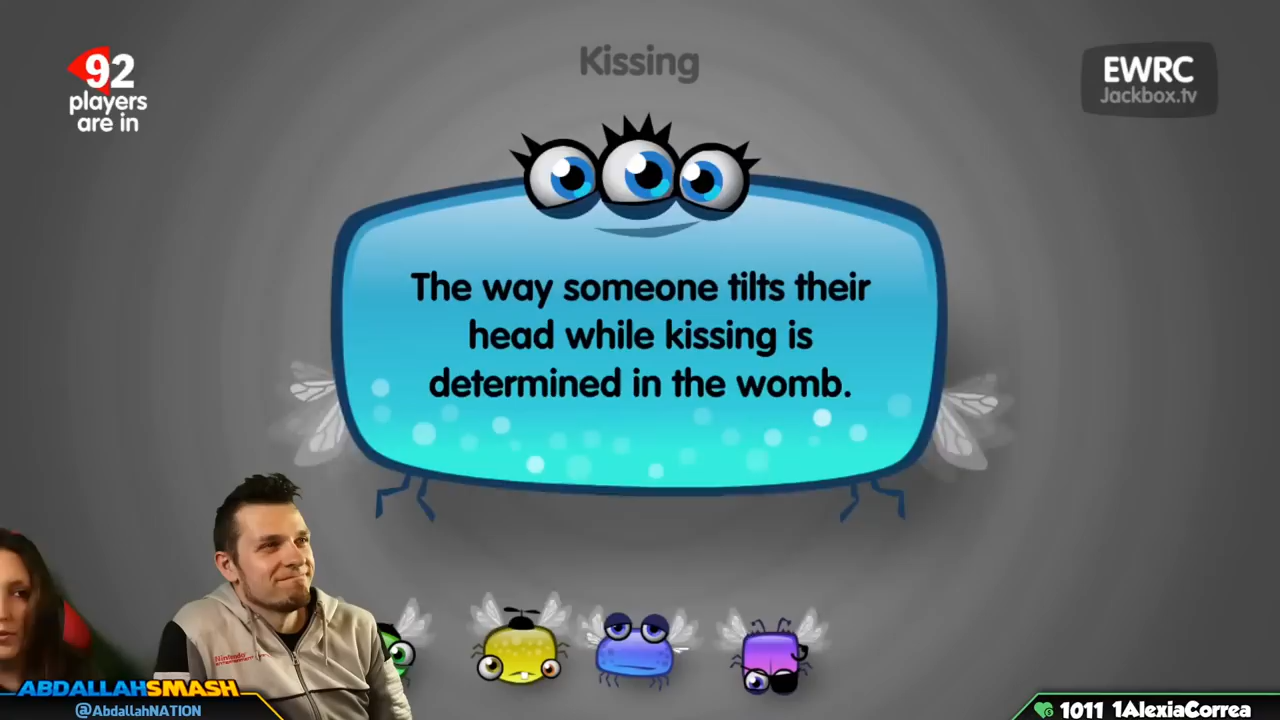 92
players
are in
Kissing
EWRC
Jackbox.tv
The way someone tilts their
head while kissing is
determined in the womb.
Nintendo
ABDALLAHSMASH
@AbdallahNATION
1011 1AlexiaCorrea